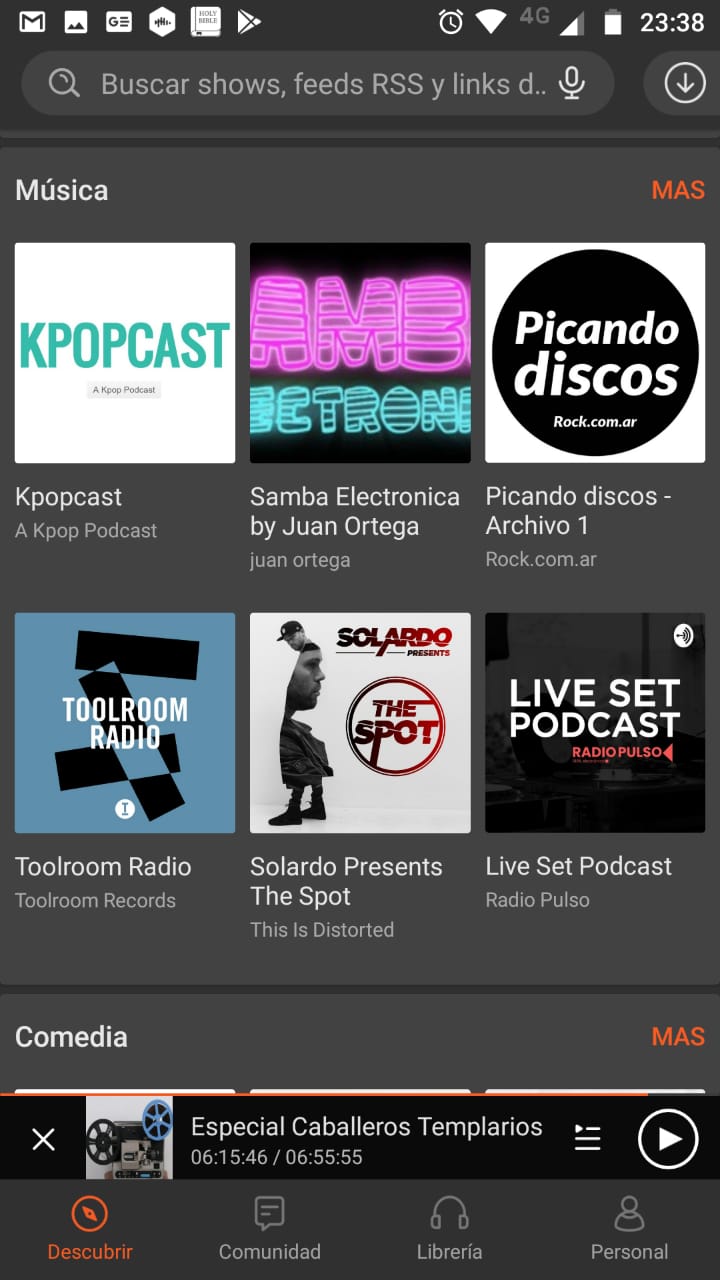 GE
HOLY
BIBLE
4G
23:38
Buscar shows, feeds RSS y links d..
Música
MAS
KPOPCAST
A Kpop Podcast
AMB
ECTRONI
Picando
discos
Rock.com.ar
Kpopcast
A Kpop Podcast
Samba Electronica
by Juan Ortega
juan ortega
Picando discos -
Archivo 1
Rock.com.ar
TOOLROOM
RADIO
SOLARDO
PRESENTS
THE
SPOT
LIVE SET
PODCAST
RADIO PULSO
Toolroom Radio
Toolroom Records
Solardo Presents
The Spot
This Is Distorted
Live Set Podcast
Radio Pulso
Comedia
MAS
Especial Caballeros Templarios
06:15:46 / 06:55:55
Descubrir
Comunidad
Librería
Personal